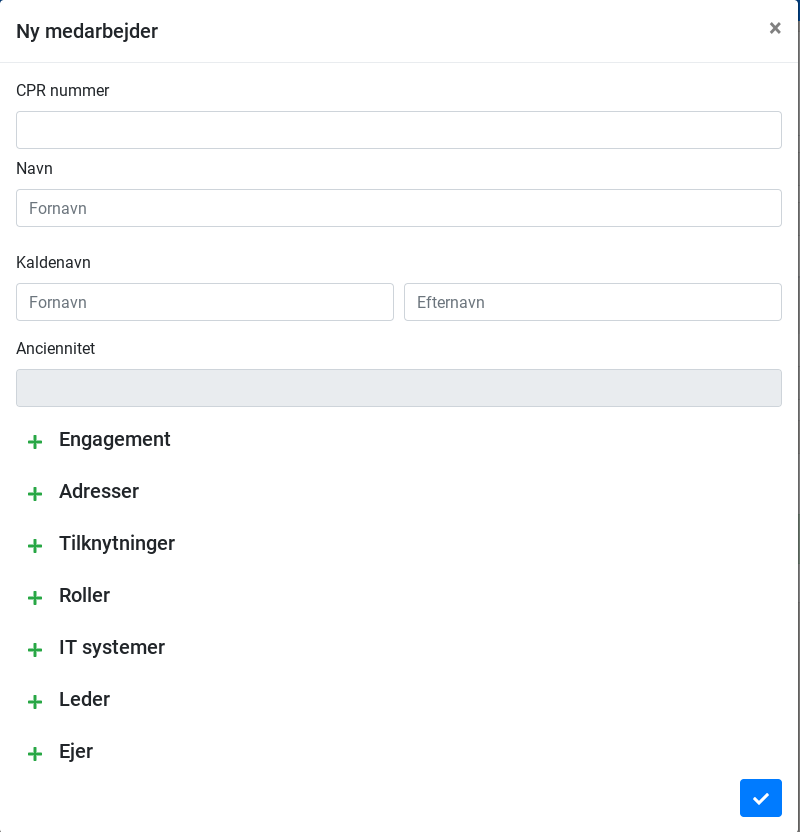 Ny medarbejder
×
CPR nummer
Navn
Fornavn
Kaldenavn
Fornavn Efternavn
Anciennitet
Engagement
Adresser
Tilknytninger
Roller
IT systemer
Leder
Ejer